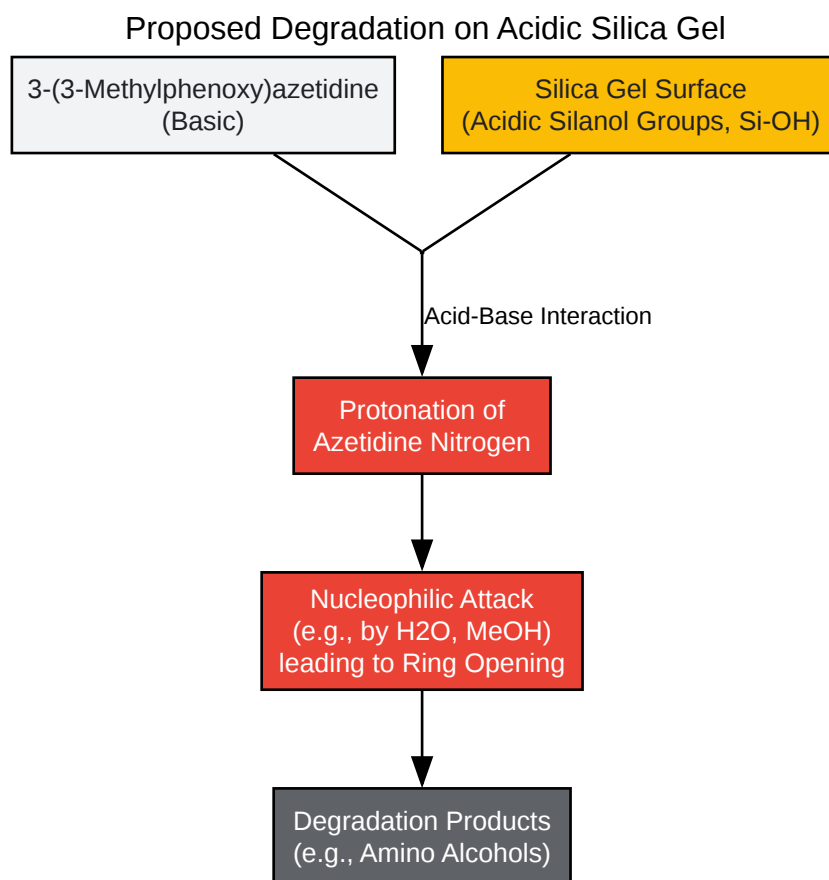 Proposed Degradation on Acidic Silica Gel
3-(3-Methylphenoxy)azetidine
(Basic)
Silica Gel Surface
(Acidic Silanol Groups, Si-OH)
Acid-Base Interaction
Protonation of
Azetidine Nitrogen
Nucleophilic Attack
(e.g., by H2O, MeOH)
leading to Ring Opening
Degradation Products
(e.g., Amino Alcohols)